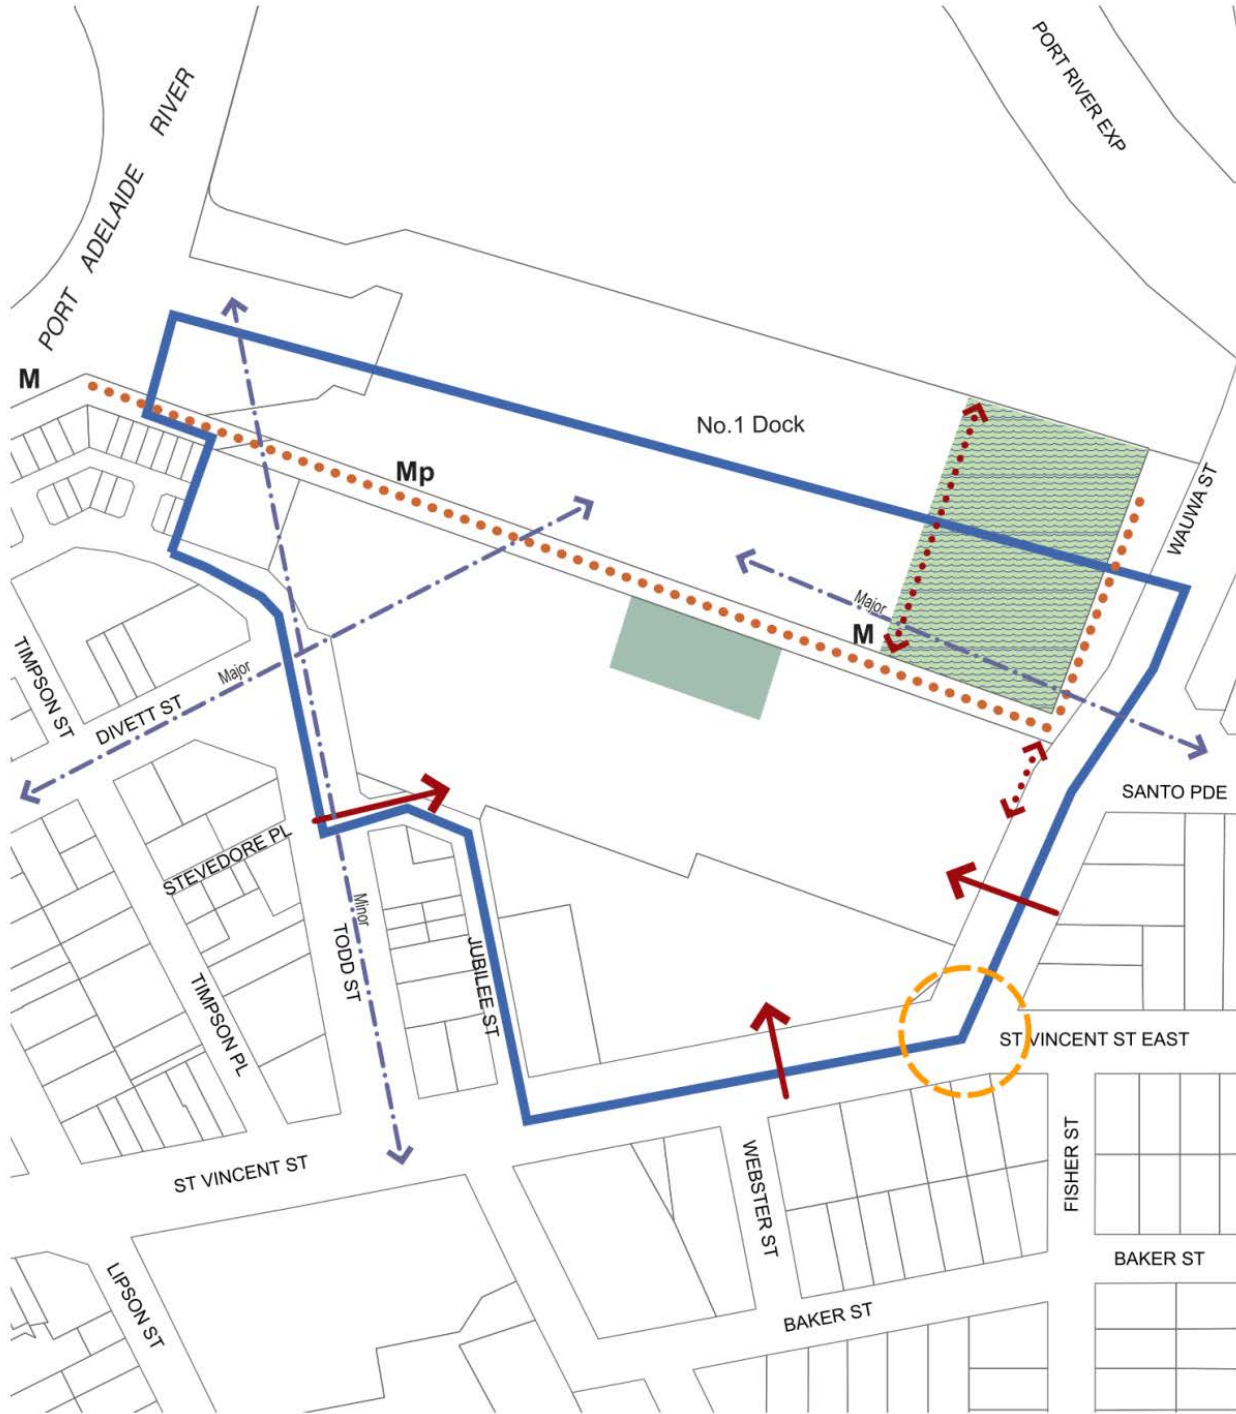 PORT RIVER EXP
PORT ADELAIDE RIVER
M
No.1 Dock
Mp
WAUWA ST
Major
M
TIMPSON ST
DIVETT ST
Major
SANTO PDE
STEVEDORE PL
Minor
TODD ST
JUBILEE ST
TIMPSON PL
ST VINCENT ST EAST
ST VINCENT ST
WEBSTER ST
FISHER ST
BAKER ST
LIPSON ST
BAKER ST